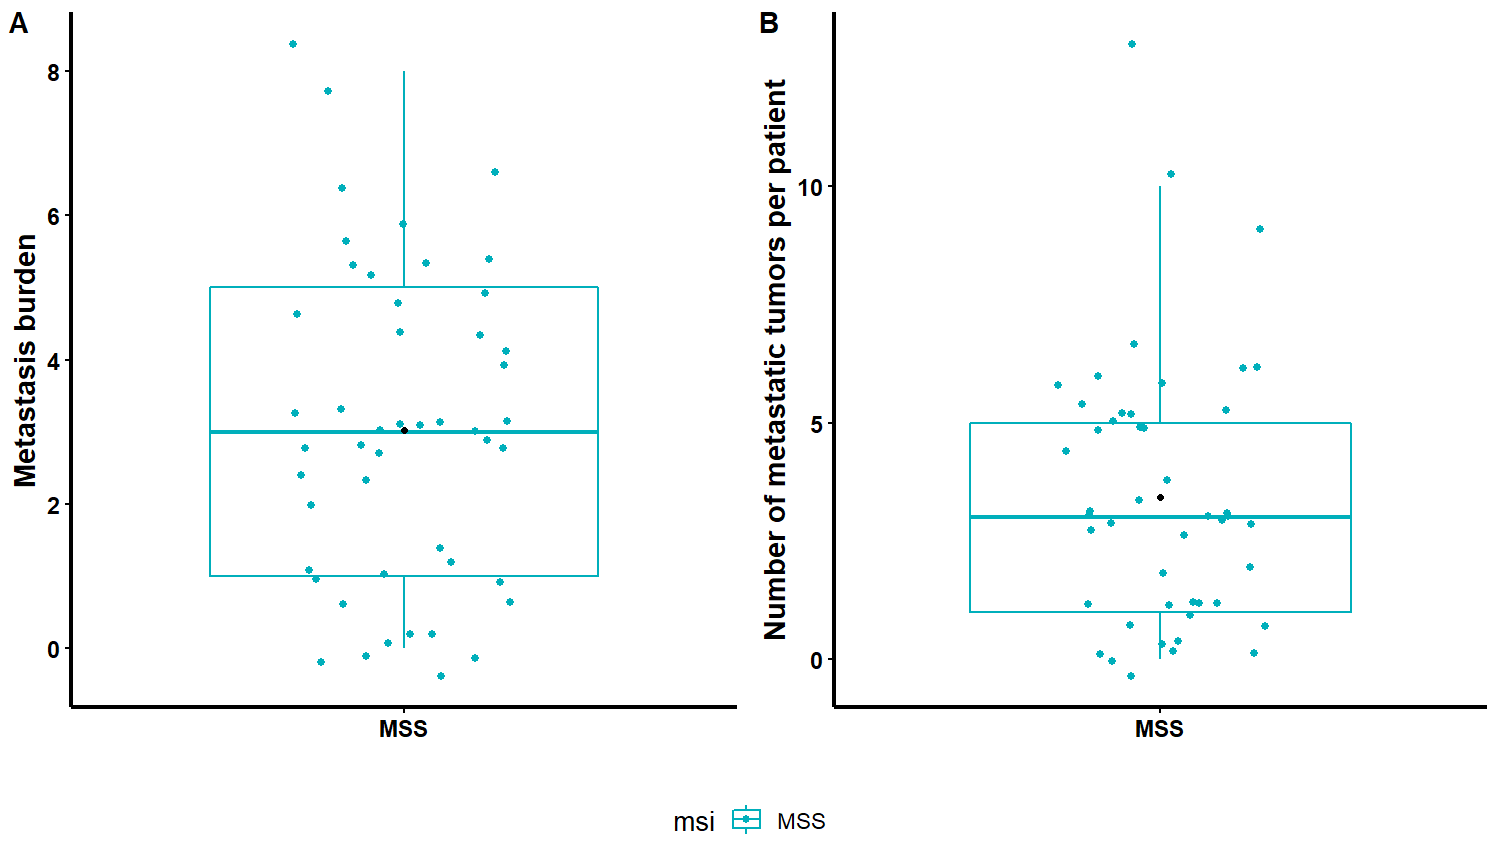 A
Metastasis burden
8
6
4
2
0
MSS
B
Number of metastatic tumors per patient
10
5
0
MSS
msi MSS